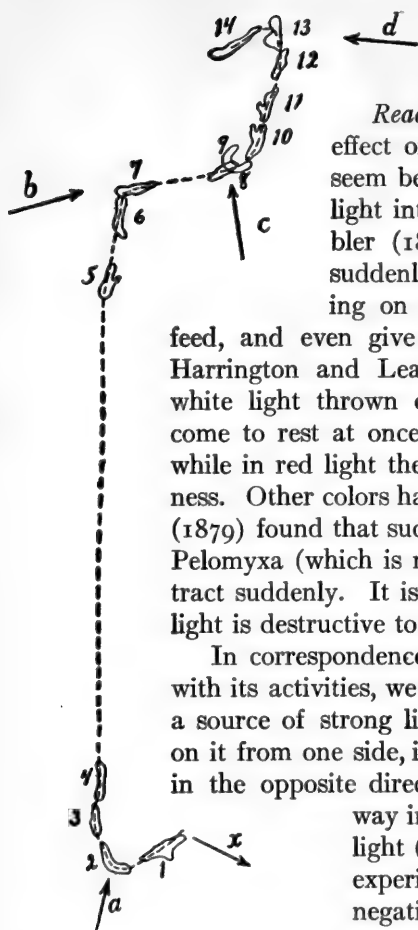 14 13
d
12
11
10
9
8
7
b
6
c
5
4
3
2
1
x
a
effect o
seem be
light int
bler (18
suddenl
ing on
feed, and even give
Harrington and Lea
white light thrown
come to rest at once
while in red light the
ness. Other colors ha
(1879) found that suc
Pelomyxa (which is
tract suddenly. It is
light is destructive to
In correspondence
with its activities, we
a source of strong li
on it from one side, i
in the opposite direc
way in
light (
experi
negati